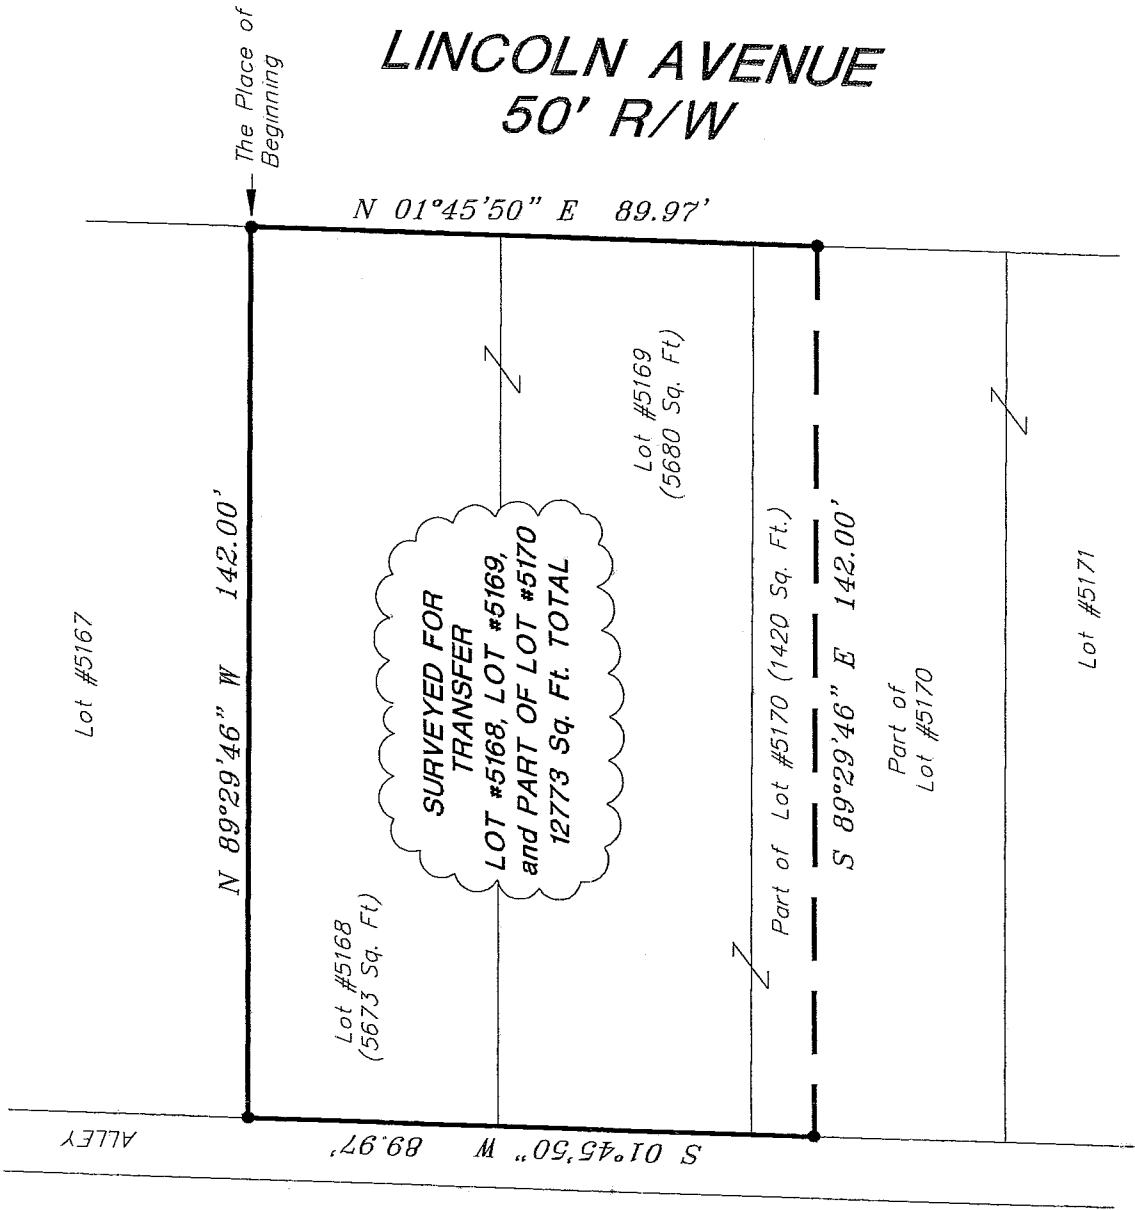 The Place of
Beginning
LINCOLN AVENUE
50' R/W
N 01°45'50" E 89.97'
Lot #5167
N 89°29'46" W 142.00'
Lot #5168
(5673 Sq. Ft)
SURVEYED FOR
TRANSFER
LOT #5168, LOT #5169,
and PART OF LOT #5170
12773 Sq. Ft. TOTAL
Lot #5169
(5680 Sq. Ft)
Part of Lot #5170 (1420 Sq. Ft.)
S 89°29'46" E 142.00'
Part of
Lot #5170
Lot #5171
ALLEY
S 01°45'50" W 89.97'